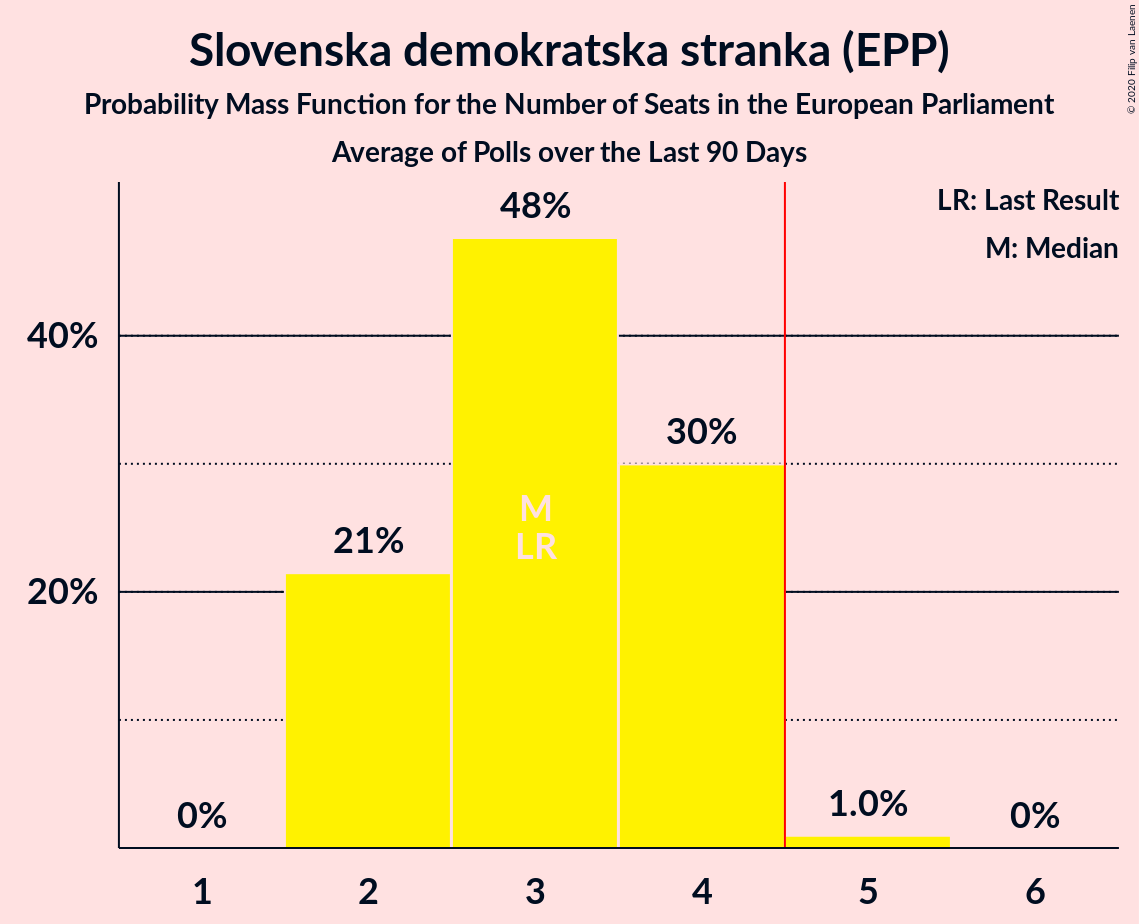 Slovenska demokratska stranka (EPP)
Probability Mass Function for the Number of Seats in the European Parliament
Average of Polls over the Last 90 Days
© 2020 Filip van Laenen
LR: Last Result
M: Median
48%
40%
30%
M
LR
21%
20%
0%
1.0%
0%
1
2
3
4
5
6